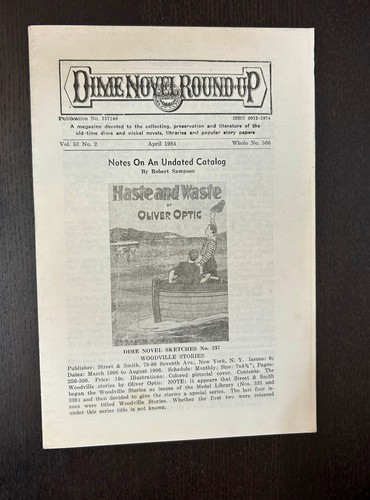 DIME NOVEL ROUND-UP
Publication No. 157140 ISSN 0012-2874
A magazine devoted to the collecting, preservation and literature of the
old-time dime and nickel novels, libraries and popular story papers
Vol. 53 No. 2 April 1984 Whole No. 566
Notes On An Undated Catalog
By Robert Sampson
Haste and Waste
BY
OLIVER OPTIC
DIME NOVEL SKETCHES No. 237
WOODVILLE STORIES
Publisher: Street & Smith, 79-89 Seventh Ave., New York, N. Y. Issues: 6;
Dates: March 1906 to August 1906. Schedule: Monthly; Size: 7x4¾"; Pages:
250-300. Price: 10c. Illustrations: Colored pictorial cover. Contents: The
Woodville stories by Oliver Optic. NOTE: It appears that Street & Smith
began the Woodville Stories as issues of the Medal Library (Nos. 333 and
338) and then decided to give the stories a special series. The last four is-
sues were titled Woodville Stories. Whether the first two were reissued
under this series title is not known.